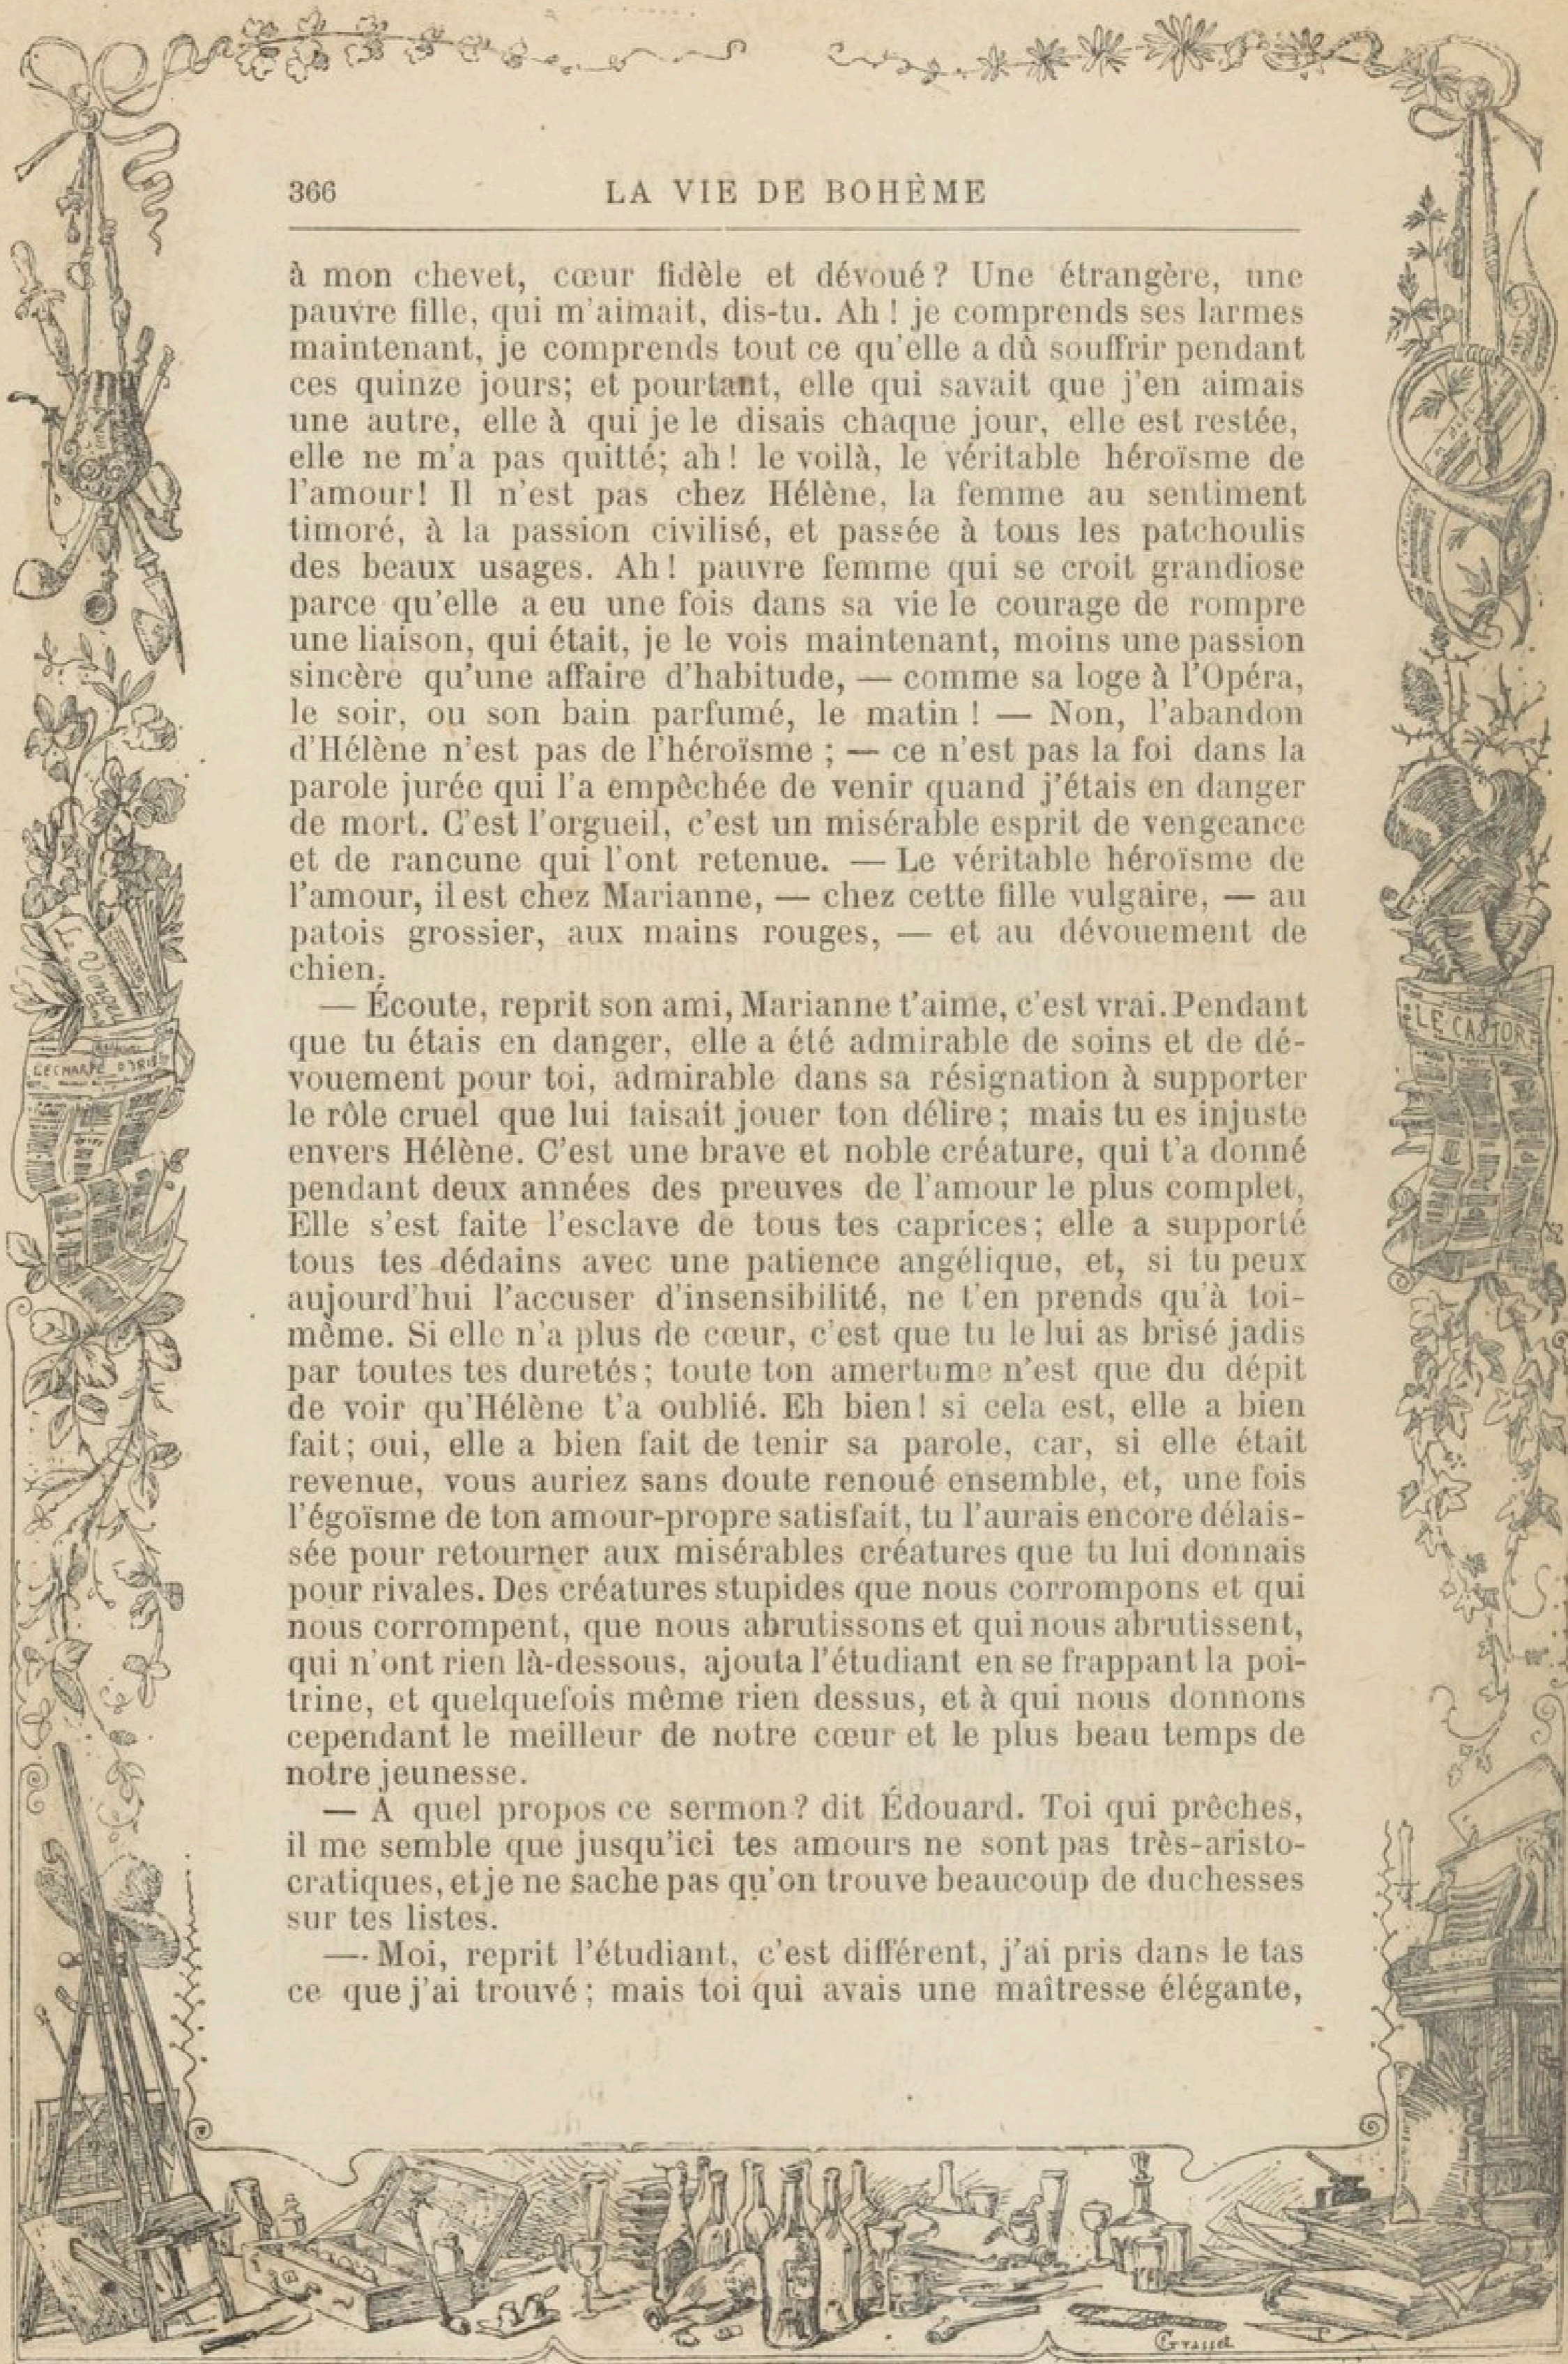 366 LA VIE DE BOHÈME
à mon chevet, cœur fidèle et dévoué? Une étrangère, une
pauvre fille, qui m'aimait, dis-tu. Ah! je comprends ses larmes
maintenant, je comprends tout ce qu'elle a dû souffrir pendant
ces quinze jours; et pourtant, elle qui savait que j'en aimais
une autre, elle à qui je le disais chaque jour, elle est restée,
elle ne m'a pas quitté; ah! le voilà, le véritable héroïsme de
l'amour! Il n'est pas chez Hélène, la femme au sentiment
timoré, à la passion civilisé, et passée à tous les patchoulis
des beaux usages. Ah! pauvre femme qui se croit grandiose
parce qu'elle a eu une fois dans sa vie le courage de rompre
une liaison, qui était, je le vois maintenant, moins une passion
sincère qu'une affaire d'habitude, — comme sa loge à l'Opéra,
le soir, ou son bain parfumé, le matin! — Non, l'abandon
d'Hélène n'est pas de l'héroïsme; — ce n'est pas la foi dans la
parole jurée qui l'a empêchée de venir quand j'étais en danger
de mort. C'est l'orgueil, c'est un misérable esprit de vengeance
et de rancune qui l'ont retenue. — Le véritable héroïsme de
l'amour, il est chez Marianne, — chez cette fille vulgaire, — au
patois grossier, aux mains rouges, — et au dévouement de
chien.
— Écoute, reprit son ami, Marianne t'aime, c'est vrai. Pendant
que tu étais en danger, elle a été admirable de soins et de dé-
vouement pour toi, admirable dans sa résignation à supporter
le rôle cruel que lui faisait jouer ton délire; mais tu es injuste
envers Hélène. C'est une brave et noble créature, qui t'a donné
pendant deux années des preuves de l'amour le plus complet,
Elle s'est faite l'esclave de tous tes caprices; elle a supporté
tous tes dédains avec une patience angélique, et, si tu peux
aujourd'hui l'accuser d'insensibilité, ne t'en prends qu'à toi-
même. Si elle n'a plus de cœur, c'est que tu le lui as brisé jadis
par toutes tes duretés; toute ton amertume n'est que du dépit
de voir qu'Hélène t'a oublié. Eh bien! si cela est, elle a bien
fait; oui, elle a bien fait de tenir sa parole, car, si elle était
revenue, vous auriez sans doute renoué ensemble, et, une fois
l'égoïsme de ton amour-propre satisfait, tu l'aurais encore délais-
sée pour retourner aux misérables créatures que tu lui donnais
pour rivales. Des créatures stupides que nous corrompons et qui
nous corrompent, que nous abrutissons et qui nous abrutissent,
qui n'ont rien là-dessous, ajouta l'étudiant en se frappant la poi-
trine, et quelquefois même rien dessus, et à qui nous donnons
cependant le meilleur de notre cœur et le plus beau temps de
notre jeunesse.
— A quel propos ce sermon? dit Édouard. Toi qui prêches,
il me semble que jusqu'ici tes amours ne sont pas très-aristo-
cratiques, et je ne sache pas qu'on trouve beaucoup de duchesses
sur tes listes.
— Moi, reprit l'étudiant, c'est différent, j'ai pris dans le tas
ce que j'ai trouvé; mais toi qui avais une maîtresse élégante,
L'ECHARPE D'IRIS
LE CASTOR
Grasset